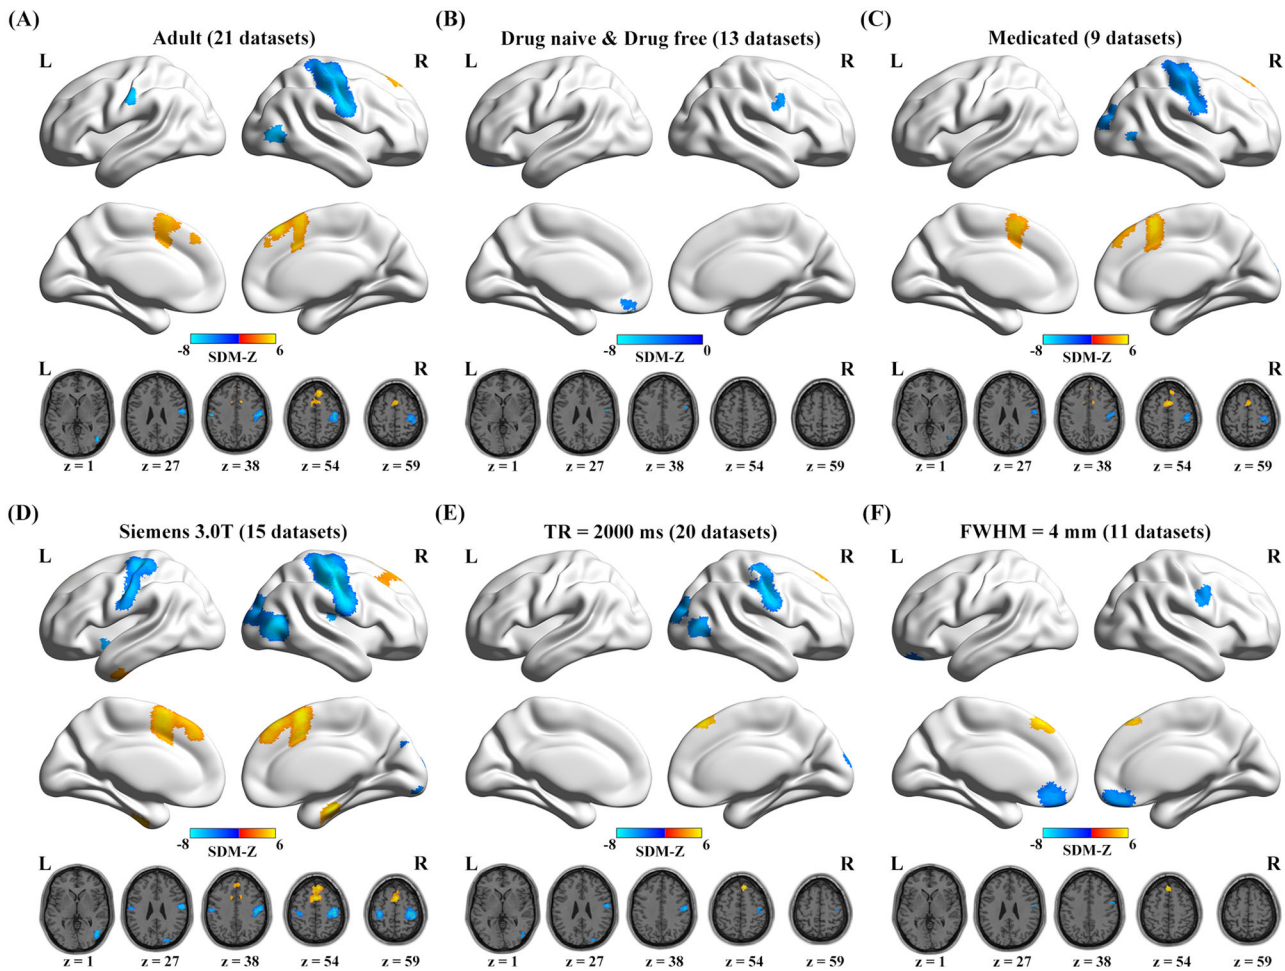 (A)
Adult (21 datasets)
L
R
-8
6
SDM-Z
L
R
z = 1
z = 27
z = 38
z = 54
z = 59
(B)
Drug naive & Drug free (13 datasets)
L
R
-8
0
SDM-Z
L
R
z = 1
z = 27
z = 38
z = 54
z = 59
(C)
Medicated (9 datasets)
L
R
-8
6
SDM-Z
L
R
z = 1
z = 27
z = 38
z = 54
z = 59
(D)
Siemens 3.0T (15 datasets)
L
R
-8
6
SDM-Z
L
R
z = 1
z = 27
z = 38
z = 54
z = 59
(E)
TR = 2000 ms (20 datasets)
L
R
-8
6
SDM-Z
L
R
z = 1
z = 27
z = 38
z = 54
z = 59
(F)
FWHM = 4 mm (11 datasets)
L
R
-8
6
SDM-Z
L
R
z = 1
z = 27
z = 38
z = 54
z = 59